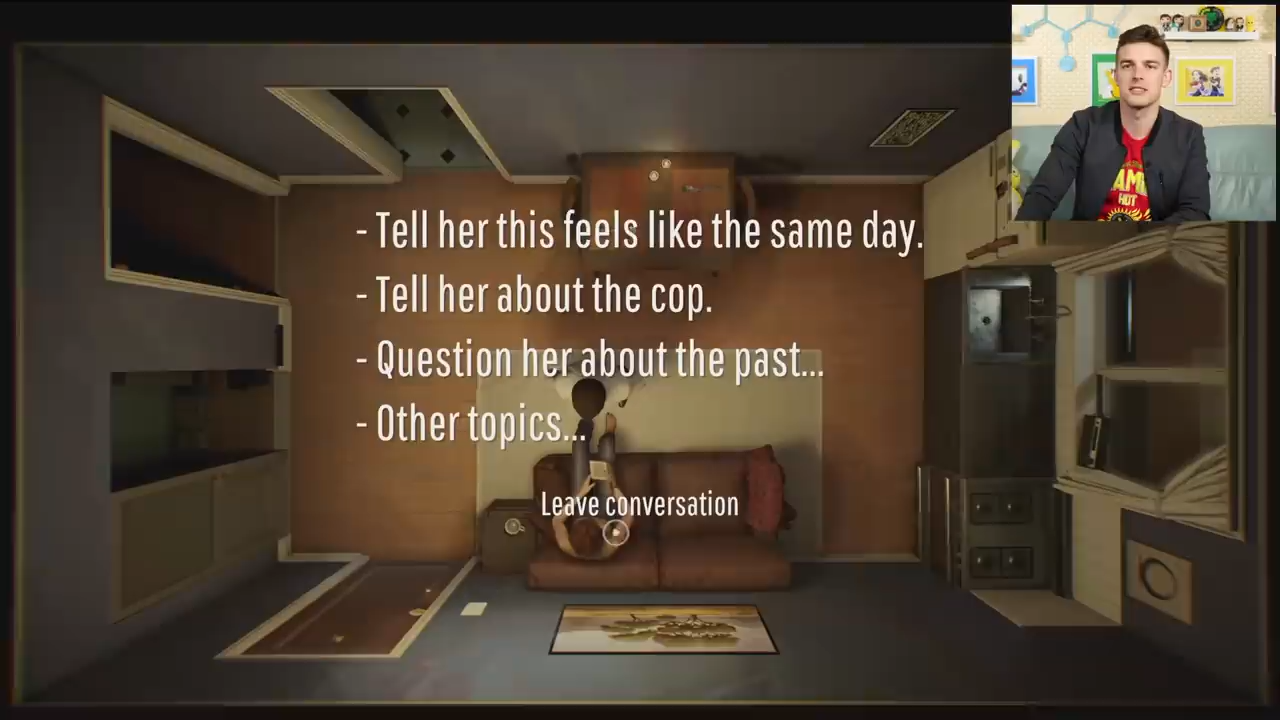 - Tell her this feels like the same day.
- Tell her about the cop.
- Question her about the past...
- Other topics...
Leave conversation
HOT